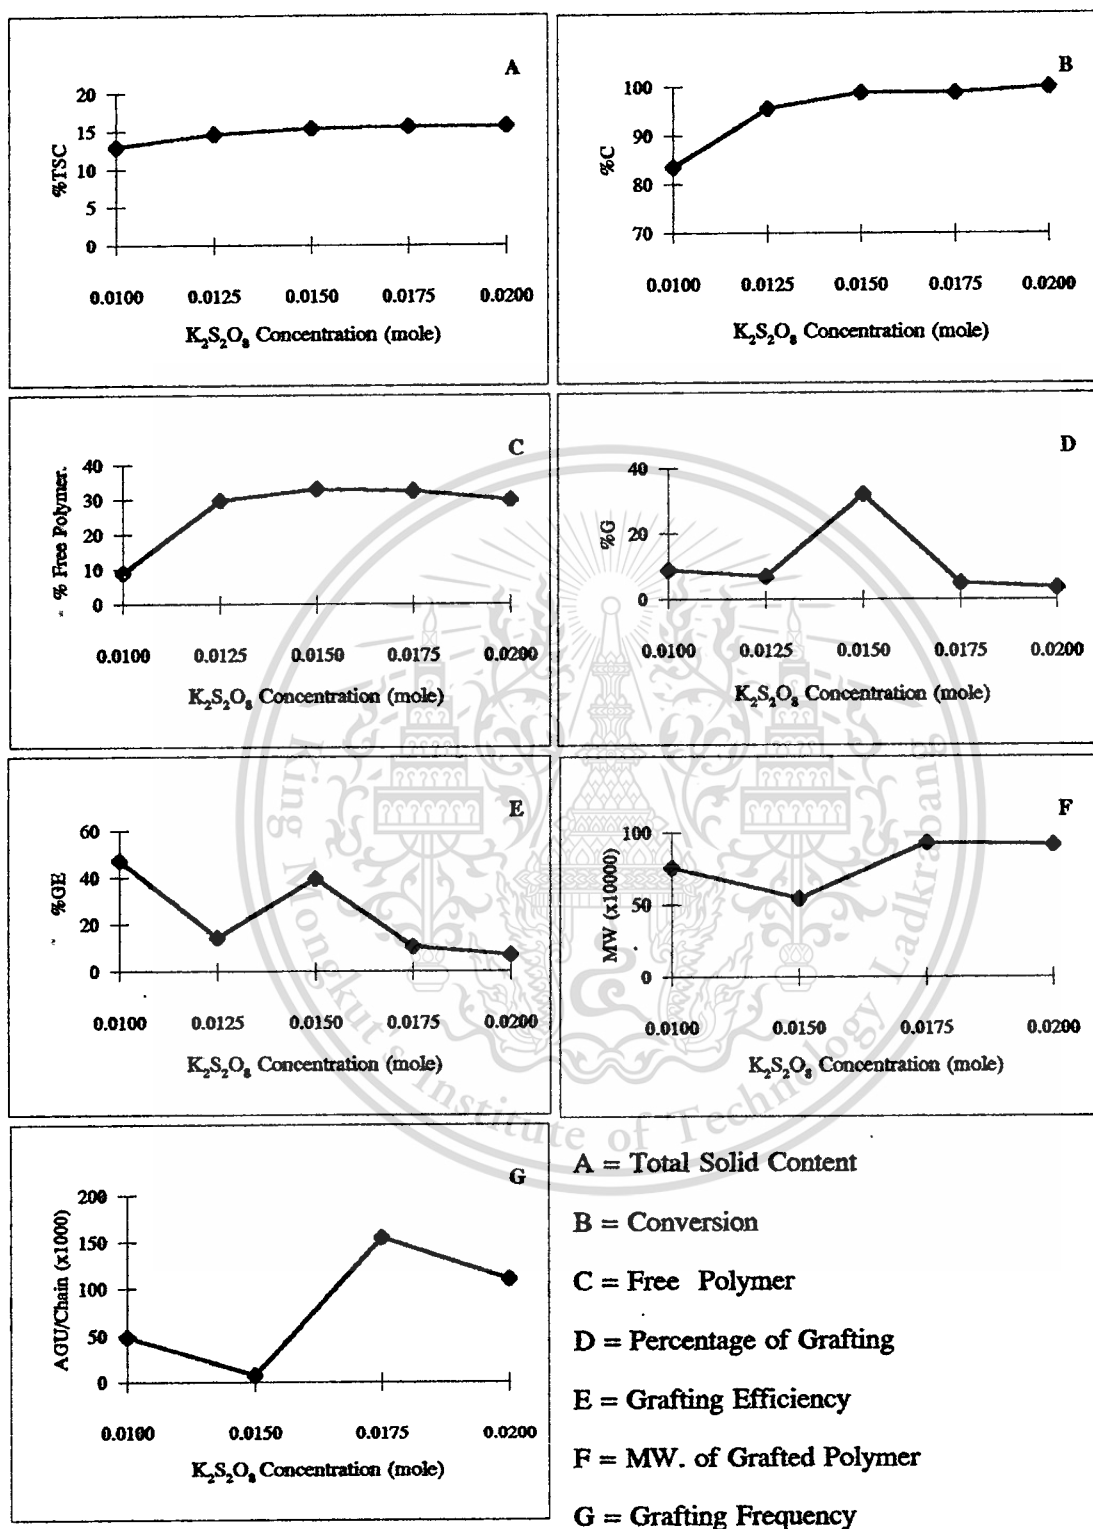 A
20
15
10
5
0
%TSC
0.0100 0.0125 0.0150 0.0175 0.0200
K₂S₂O₈ Concentration (mole)
B
100
90
80
70
%C
0.0100 0.0125 0.0150 0.0175 0.0200
K₂S₂O₈ Concentration (mole)
C
40
30
20
10
0
% Free Polymer.
0.0100 0.0125 0.0150 0.0175 0.0200
K₂S₂O₈ Concentration (mole)
D
40
20
0
%G
0.0100 0.0125 0.0150 0.0175 0.0200
K₂S₂O₈ Concentration (mole)
E
60
40
20
0
%GE
0.0100 0.0125 0.0150 0.0175 0.0200
K₂S₂O₈ Concentration (mole)
F
100
50
0
MW (x10000)
0.0100 0.0150 0.0175 0.0200
K₂S₂O₈ Concentration (mole)
G
200
150
100
50
0
AGU/Chain (x1000)
0.0100 0.0150 0.0175 0.0200
K₂S₂O₈ Concentration (mole)
A = Total Solid Content
B = Conversion
C = Free Polymer
D = Percentage of Grafting
E = Grafting Efficiency
F = MW. of Grafted Polymer
G = Grafting Frequency
King Mongkut's Institute of Technology Ladkrabang